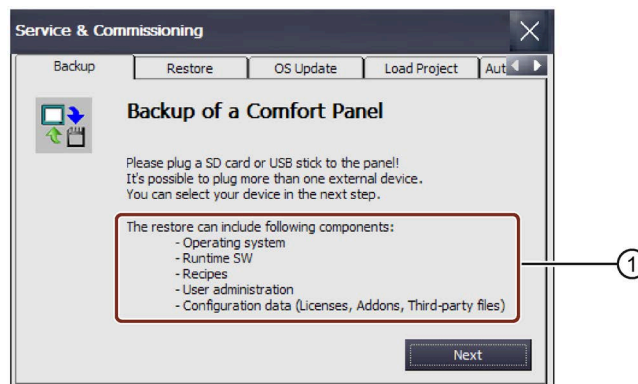 Service & Commissioning
Backup
Restore
OS Update
Load Project
Aut
Backup of a Comfort Panel
Please plug a SD card or USB stick to the panel!
It's possible to plug more than one external device.
You can select your device in the next step.
The restore can include following components:
- Operating system
- Runtime SW
- Recipes
- User administration
- Configuration data (Licenses, Addons, Third-party files)
1
Next